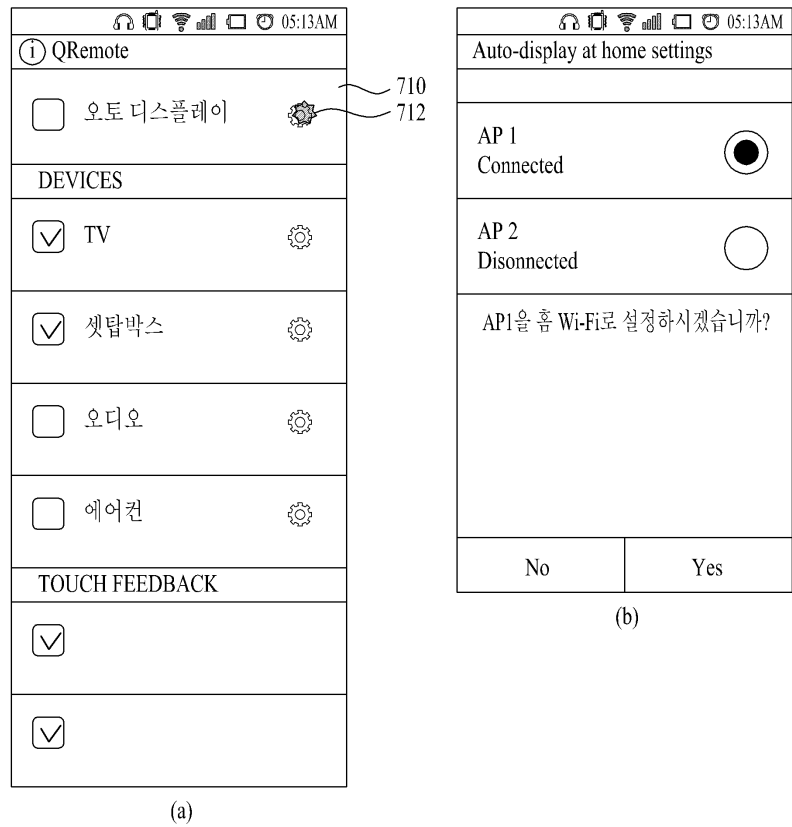 05:13AM
i QRemote
오토 디스플레이
710
712
DEVICES
TV
셋탑박스
오디오
에어컨
TOUCH FEEDBACK
(a)
05:13AM
Auto-display at home settings
AP 1
Connected
AP 2
Disonnected
AP1을 홈 Wi-Fi로 설정하시겠습니까?
No Yes
(b)